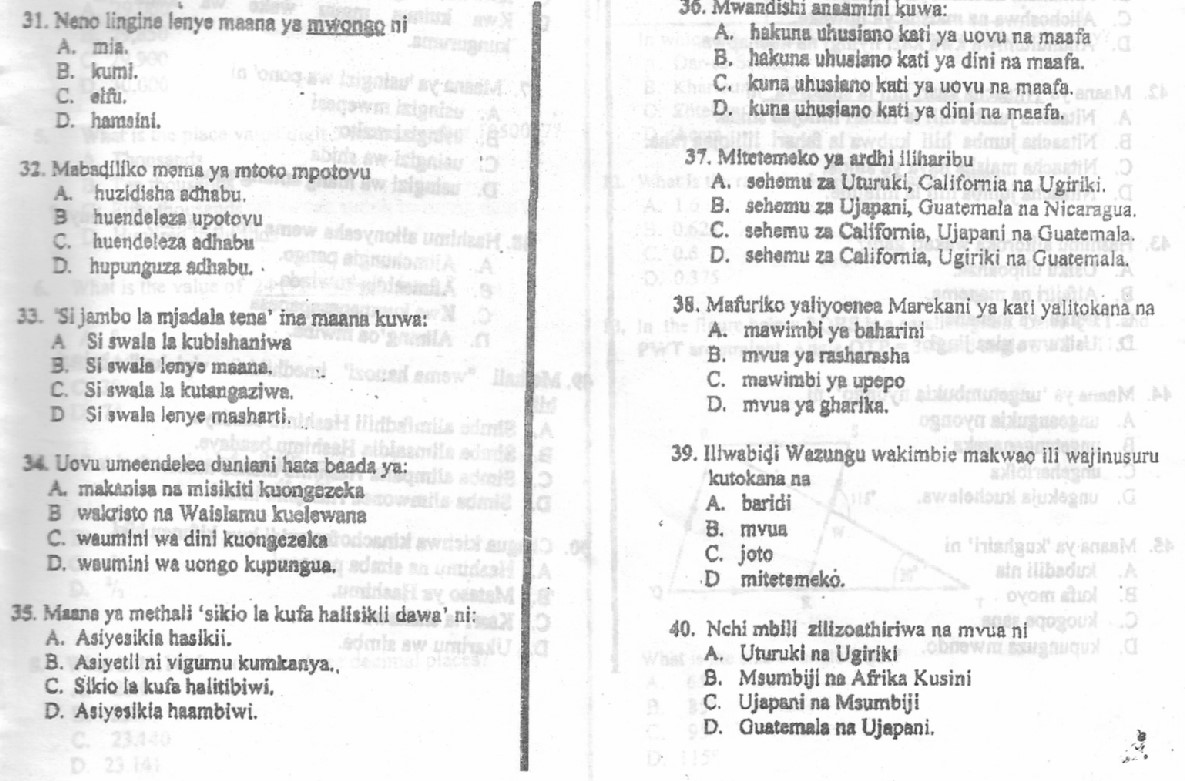 31. Neno lingine lenye maana ya mwongo ni
A. mia.
B. kumi.
C. elfu.
D. hamsini.
32. Mabadiliko mema ya mtoto mpotovu
A. huzidisha adhabu.
B huendeleza upotovu
C. huendeleza adhabu
D. hupunguza adhabu.
33. 'Si jambo la mjadala tena' ina maana kuwa:
A Si swala la kubishaniwa
B. Si swala lenye maana.
C. Si swala la kutangaziwa.
D Si swala lenye masharti.
34. Uovu umeendelea duniani hata baada ya:
A. makanisa na misikiti kuongezeka
B wakristo na Waislamu kuelewana
C. waumini wa dini kuongezeka
D. waumini wa uongo kupungua.
35. Maana ya methali 'sikio la kufa halisikii dawa' ni:
A. Asiyesikia hasikii.
B. Asiyetii ni vigumu kumkanya.
C. Sikio la kufa halitibiwi.
D. Asiyesikia haambiwi.
36. Mwandishi anaamini kuwa:
A. hakuna uhusiano kati ya uovu na maafa
B. hakuna uhusiano kati ya dini na maafa.
C. kuna uhusiano kati ya uovu na maafa.
D. kuna uhusiano kati ya dini na maafa.
37. Mitetemeko ya ardhi iliharibu
A. sehemu za Uturuki, California na Ugiriki.
B. sehemu za Ujapani, Guatemala na Nicaragua.
C. sehemu za California, Ujapani na Guatemala.
D. sehemu za California, Ugiriki na Guatemala.
38. Mafuriko yaliyoenea Marekani ya kati yalitokana na
A. mawimbi ya baharini
B. mvua ya rasharasha
C. mawimbi ya upepo
D. mvua ya gharika.
39. Iliwabidi Wazungu wakimbie makwao ili wajinusuru
kutokana na
A. baridi
B. mvua
C. joto
D mitetemeko.
40. Nchi mbili zilizoathiriwa na mvua ni
A. Uturuki na Ugiriki
B. Msumbiji na Afrika Kusini
C. Ujapani na Msumbiji
D. Guatemala na Ujapani.